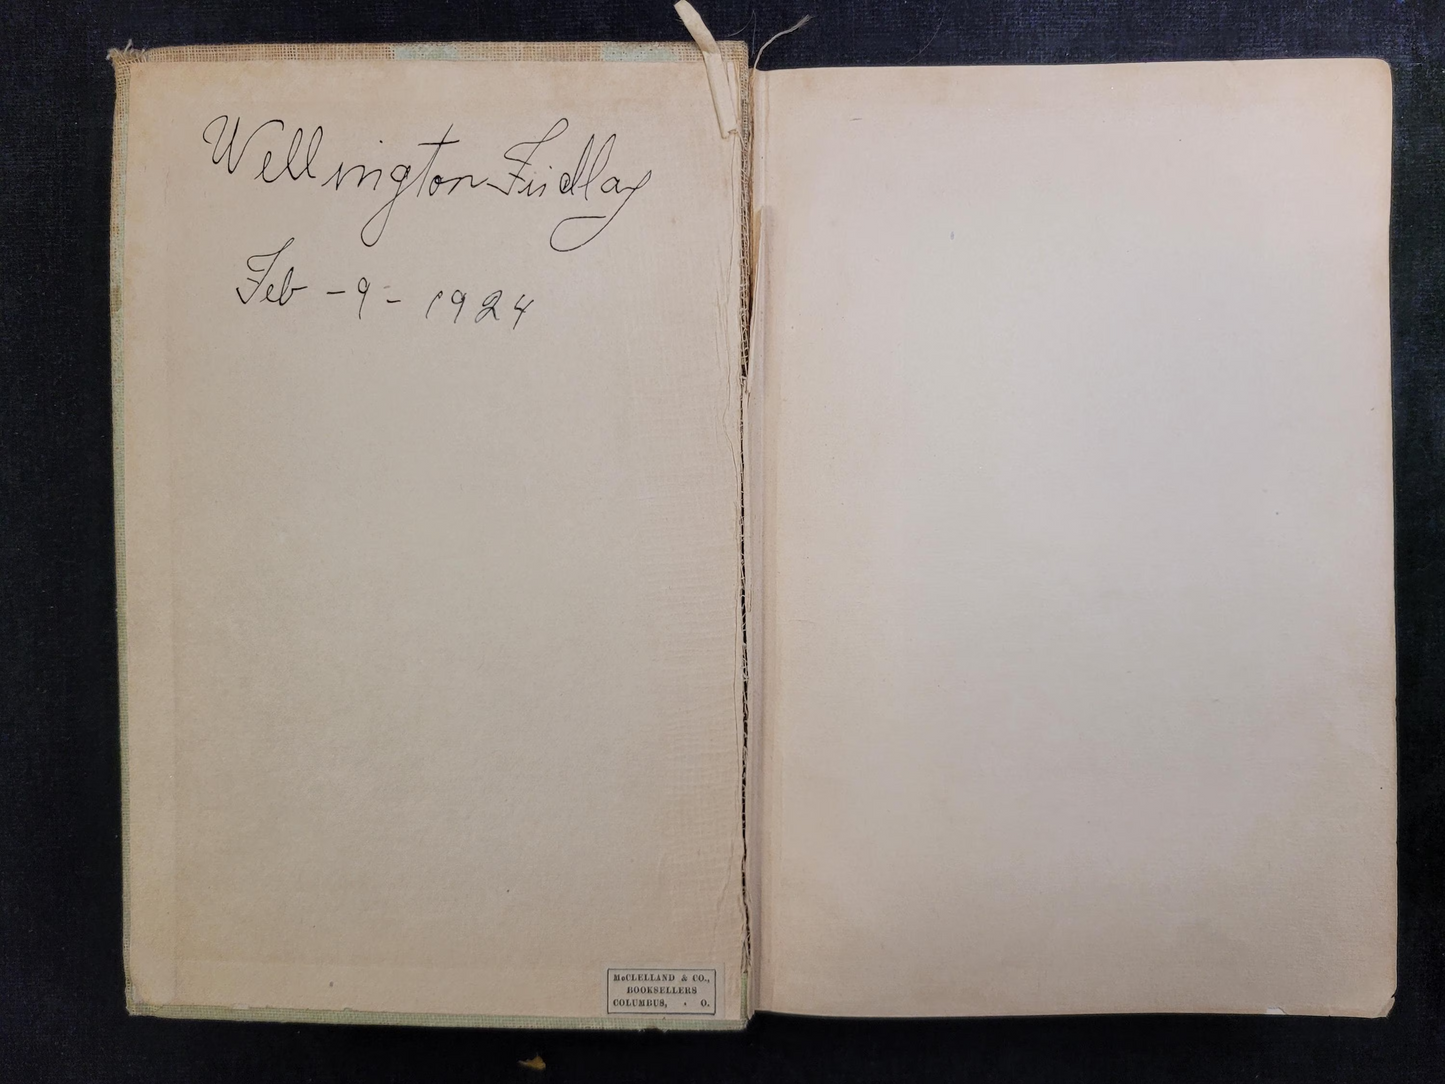 Wellington Findlay
Feb - 9 - 1924
McCLELLAND & CO.,
BOOKSELLERS
COLUMBUS, . O.